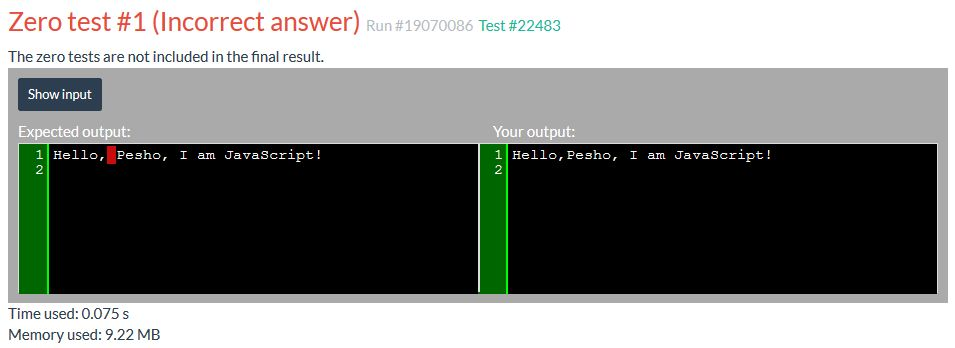 Zero test #1 (Incorrect answer) Run #19070086 Test #22483
The zero tests are not included in the final result.
Show input
Expected output:
1 Hello, Pesho, I am JavaScript!
2
Your output:
1 Hello,Pesho, I am JavaScript!
2
Time used: 0.075 s
Memory used: 9.22 MB